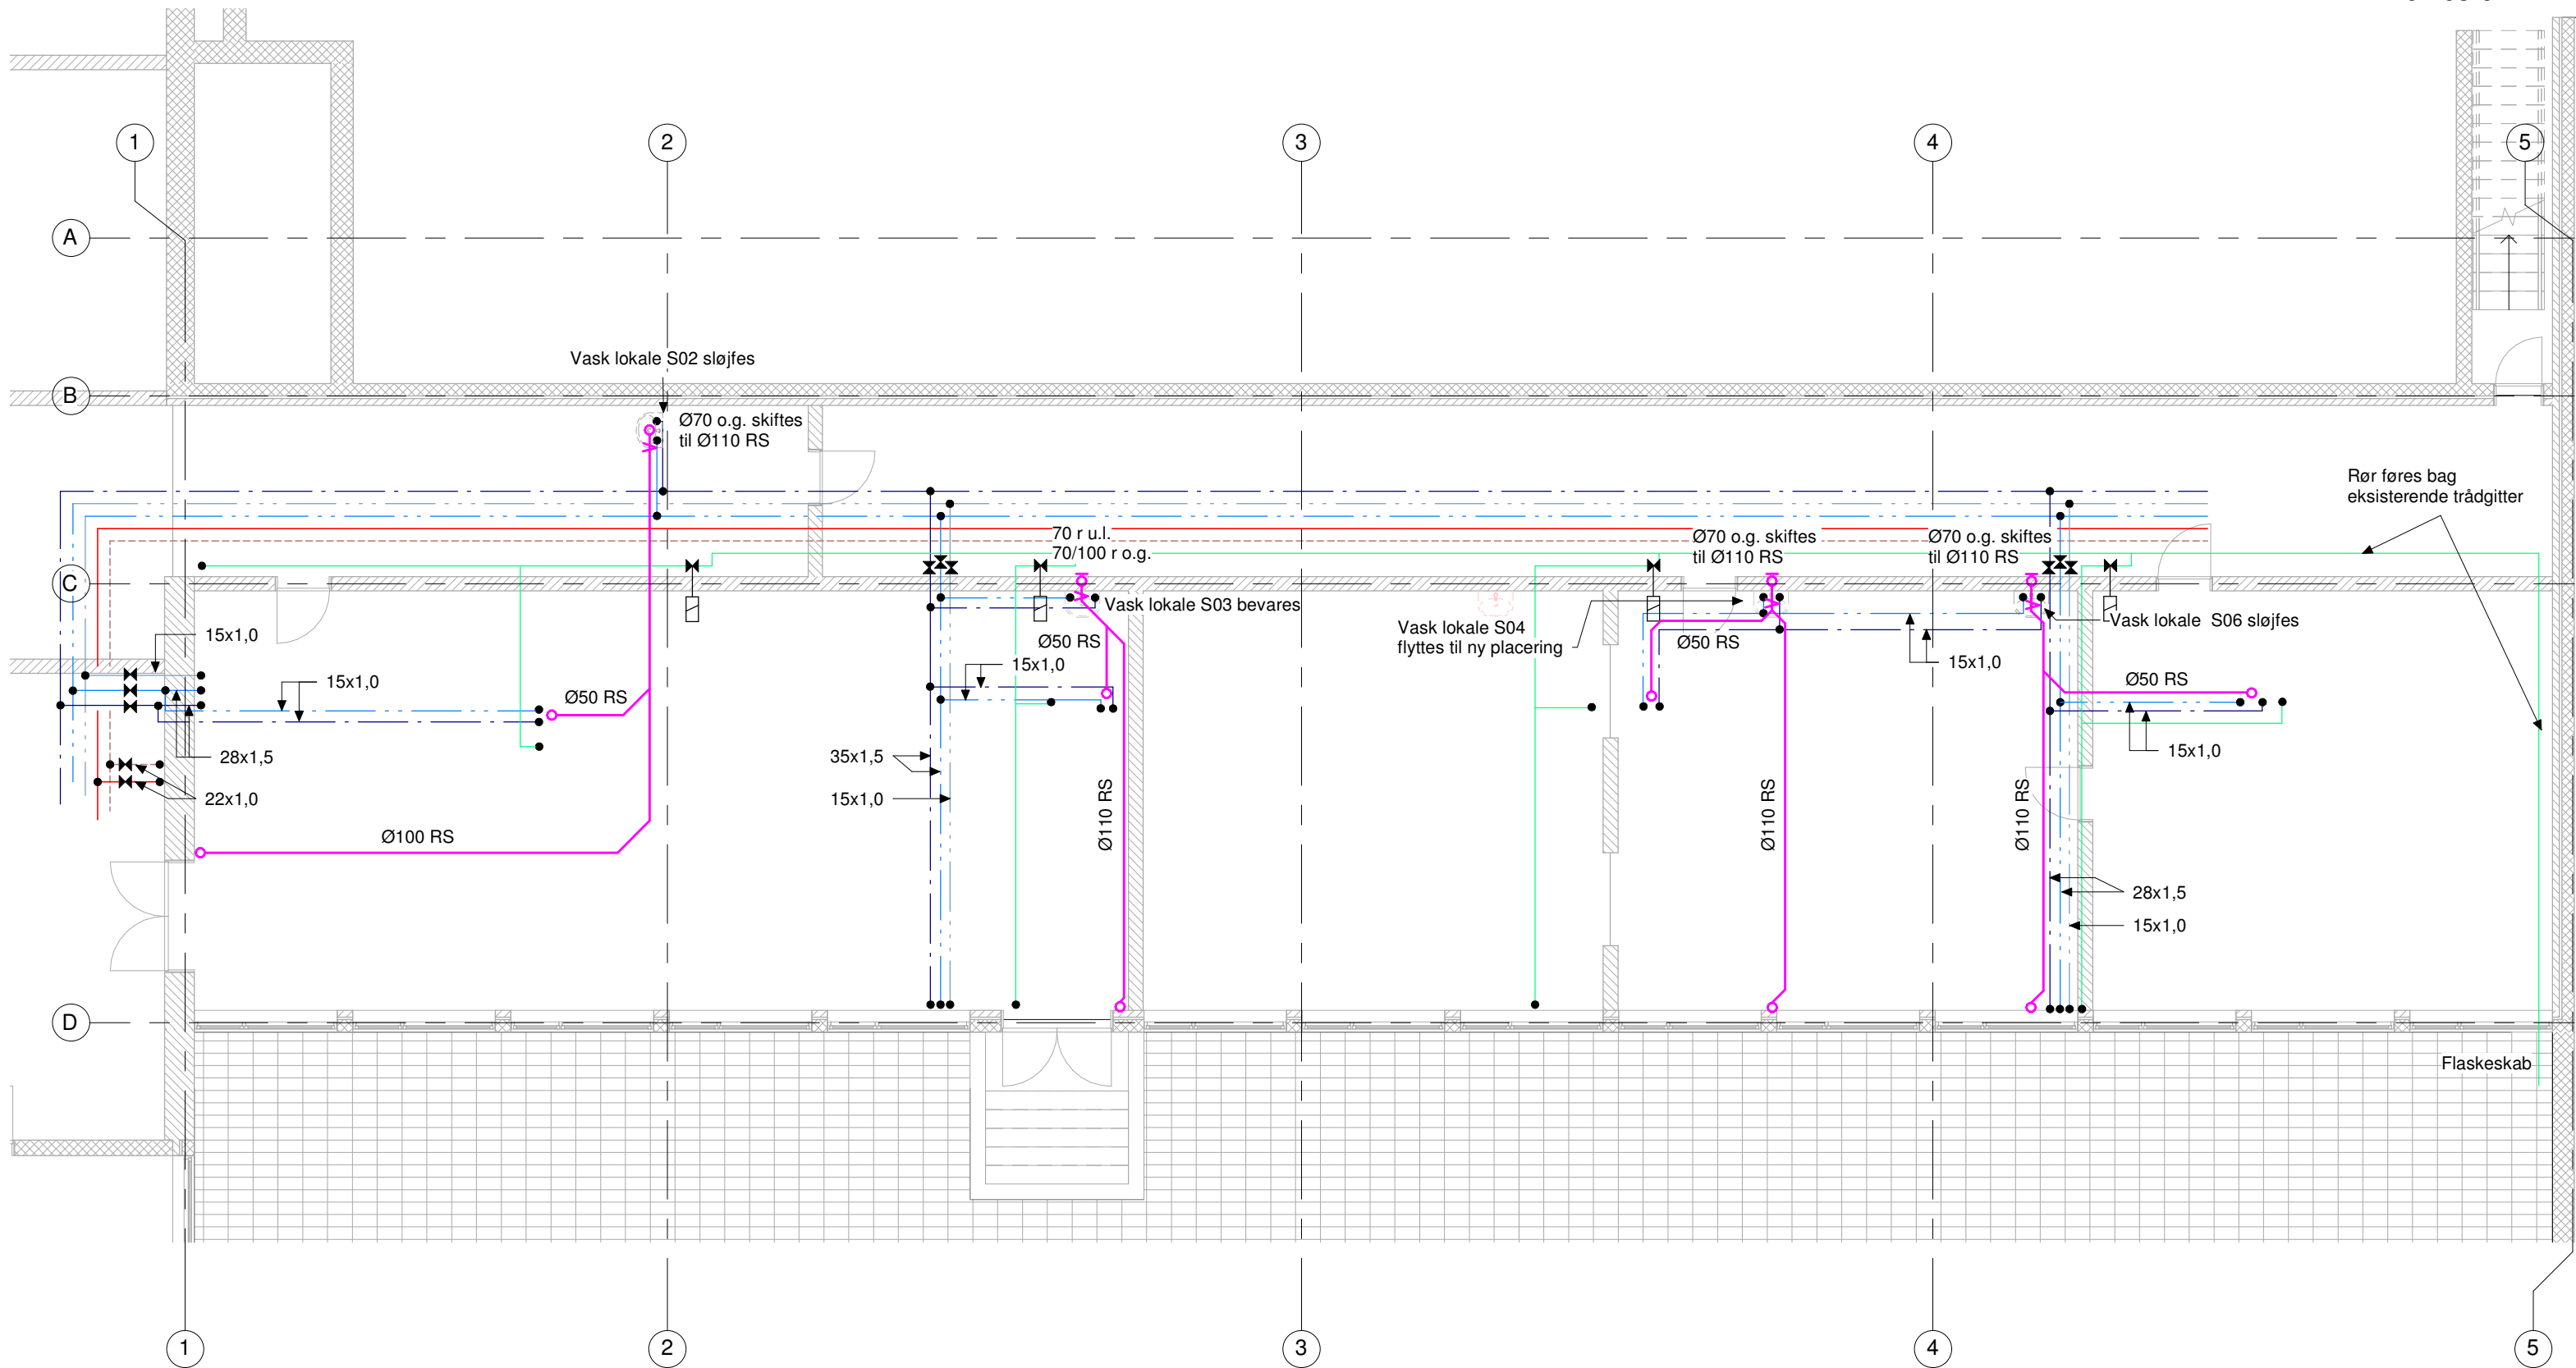 1
2
3
4
5
A
Vask lokale S02 sløjfes
B
Ø70 o.g. skiftes
til Ø110 RS
Rør føres bag
eksisterende trådgitter
70 r u.l.
70/100 r o.g.
Ø70 o.g. skiftes
til Ø110 RS
Ø70 o.g. skiftes
til Ø110 RS
C
Vask lokale S03 bevares
Vask lokale S04
flyttes til ny placering
Vask lokale S06 sløjfes
15x1,0
Ø50 RS
Ø50 RS
15x1,0
15x1,0
15x1,0
Ø50 RS
Ø50 RS
28x1,5
35x1,5
15x1,0
22x1,0
15x1,0
Ø100 RS
Ø110 RS
Ø110 RS
Ø110 RS
28x1,5
15x1,0
D
Flaskeskab
1
2
3
4
5